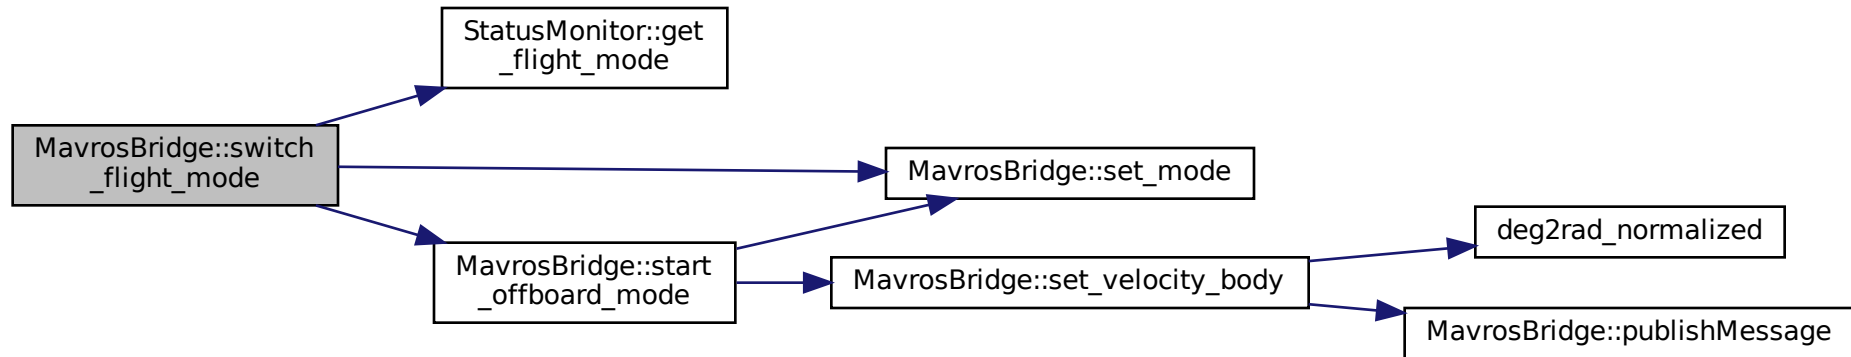 StatusMonitor::get
_flight_mode
MavrosBridge::switch
_flight_mode
MavrosBridge::set_mode
MavrosBridge::start
_offboard_mode
MavrosBridge::set_velocity_body
deg2rad_normalized
MavrosBridge::publishMessage